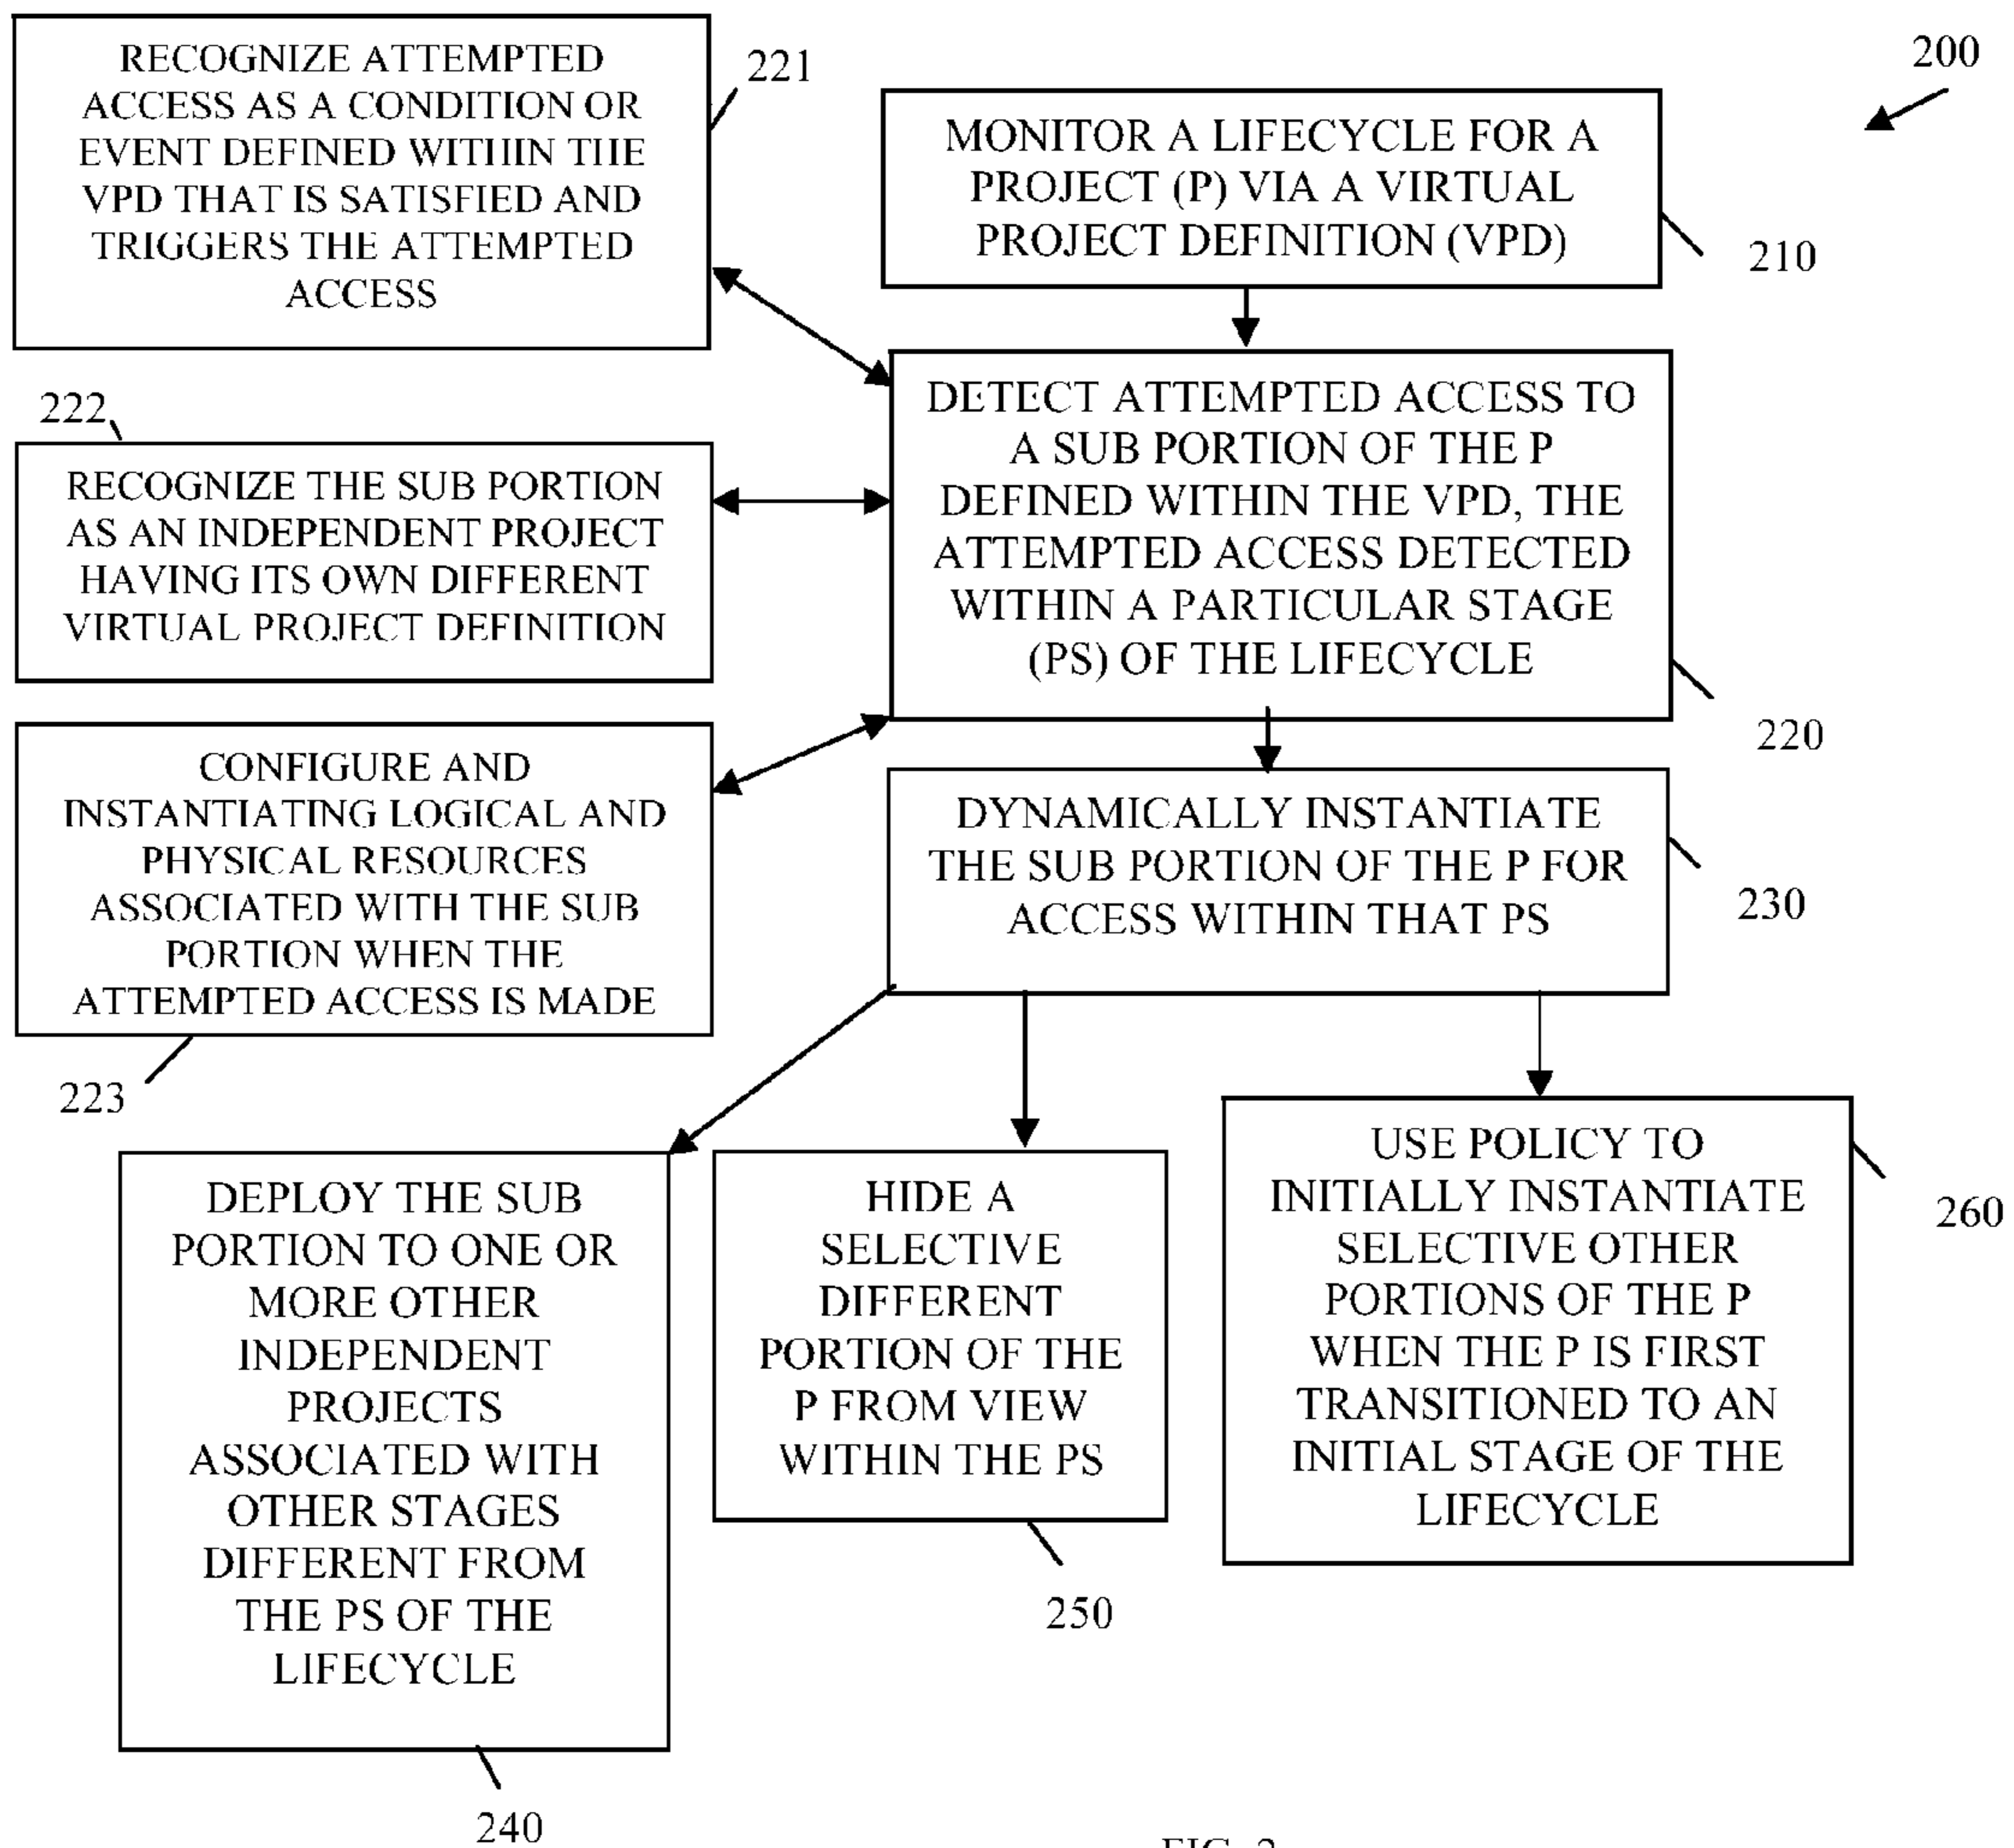 200
RECOGNIZE ATTEMPTED
ACCESS AS A CONDITION OR
EVENT DEFINED WITHIN THE
VPD THAT IS SATISFIED AND
TRIGGERS THE ATTEMPTED
ACCESS
221
MONITOR A LIFECYCLE FOR A
PROJECT (P) VIA A VIRTUAL
PROJECT DEFINITION (VPD)
210
222
RECOGNIZE THE SUB PORTION
AS AN INDEPENDENT PROJECT
HAVING ITS OWN DIFFERENT
VIRTUAL PROJECT DEFINITION
DETECT ATTEMPTED ACCESS TO
A SUB PORTION OF THE P
DEFINED WITHIN THE VPD, THE
ATTEMPTED ACCESS DETECTED
WITHIN A PARTICULAR STAGE
(PS) OF THE LIFECYCLE
220
CONFIGURE AND
INSTANTIATING LOGICAL AND
PHYSICAL RESOURCES
ASSOCIATED WITH THE SUB
PORTION WHEN THE
ATTEMPTED ACCESS IS MADE
223
DYNAMICALLY INSTANTIATE
THE SUB PORTION OF THE P FOR
ACCESS WITHIN THAT PS
230
DEPLOY THE SUB
PORTION TO ONE OR
MORE OTHER
INDEPENDENT
PROJECTS
ASSOCIATED WITH
OTHER STAGES
DIFFERENT FROM
THE PS OF THE
LIFECYCLE
240
HIDE A
SELECTIVE
DIFFERENT
PORTION OF THE
P FROM VIEW
WITHIN THE PS
250
USE POLICY TO
INITIALLY INSTANTIATE
SELECTIVE OTHER
PORTIONS OF THE P
WHEN THE P IS FIRST
TRANSITIONED TO AN
INITIAL STAGE OF THE
LIFECYCLE
260
FIG. 2